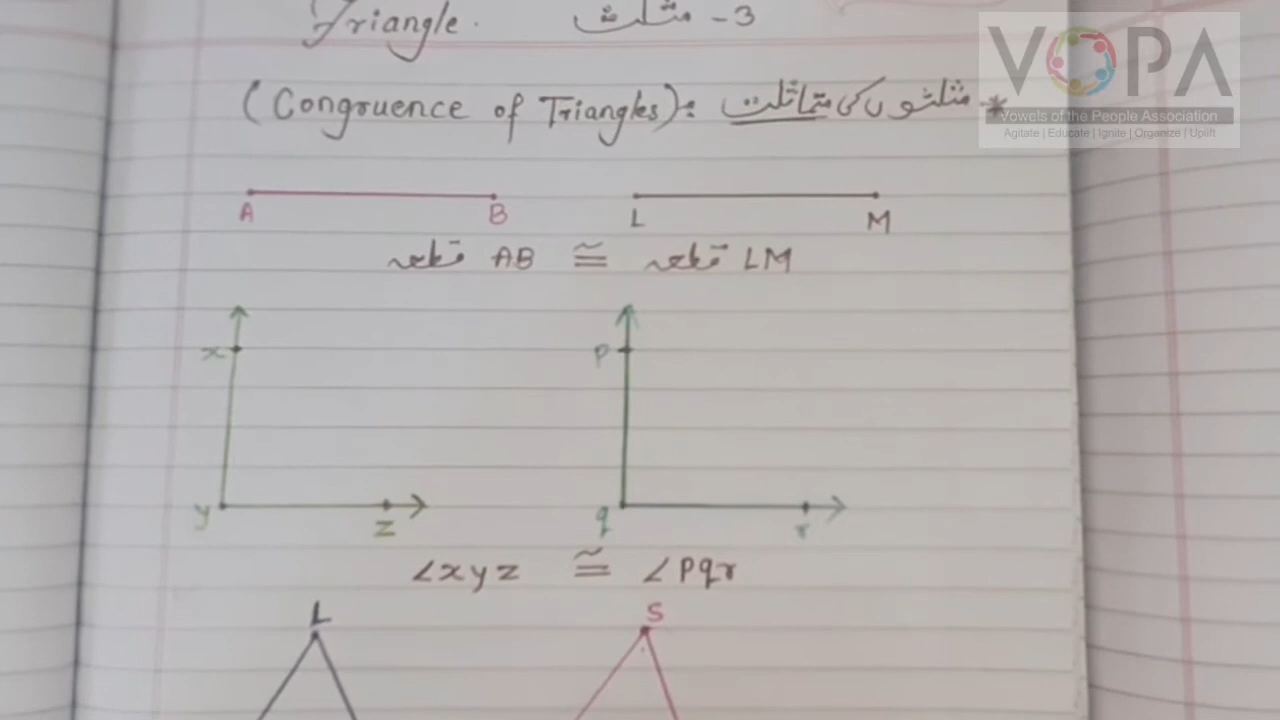 Triangle. مثلث -3
(Congruence of Triangles): مثلثوں کی متماثلت *
VOPA
Vowels of the People Association
Agitate | Educate | Ignite | Organize | Uplift
A B L M
قطعہ AB ≅ قطعہ LM
x p
y z q r
∠xyz ≅ ∠pqr
L S